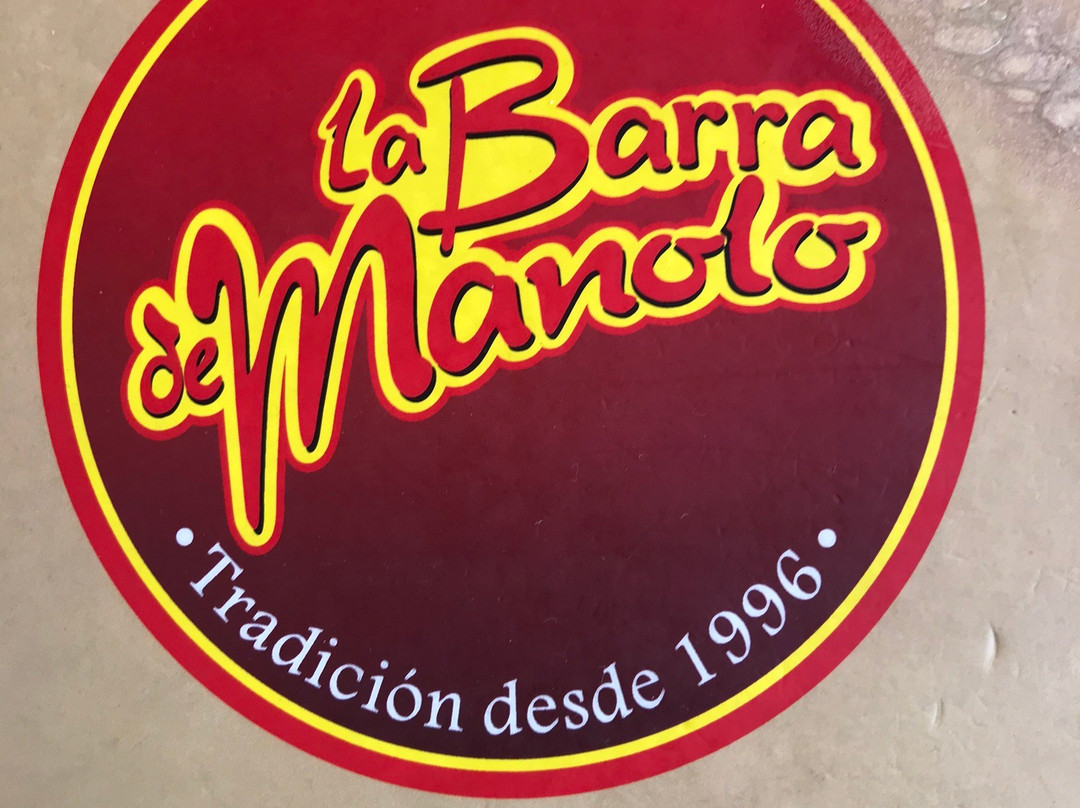 La Barra
de Manolo
• Tradición desde 1996 •